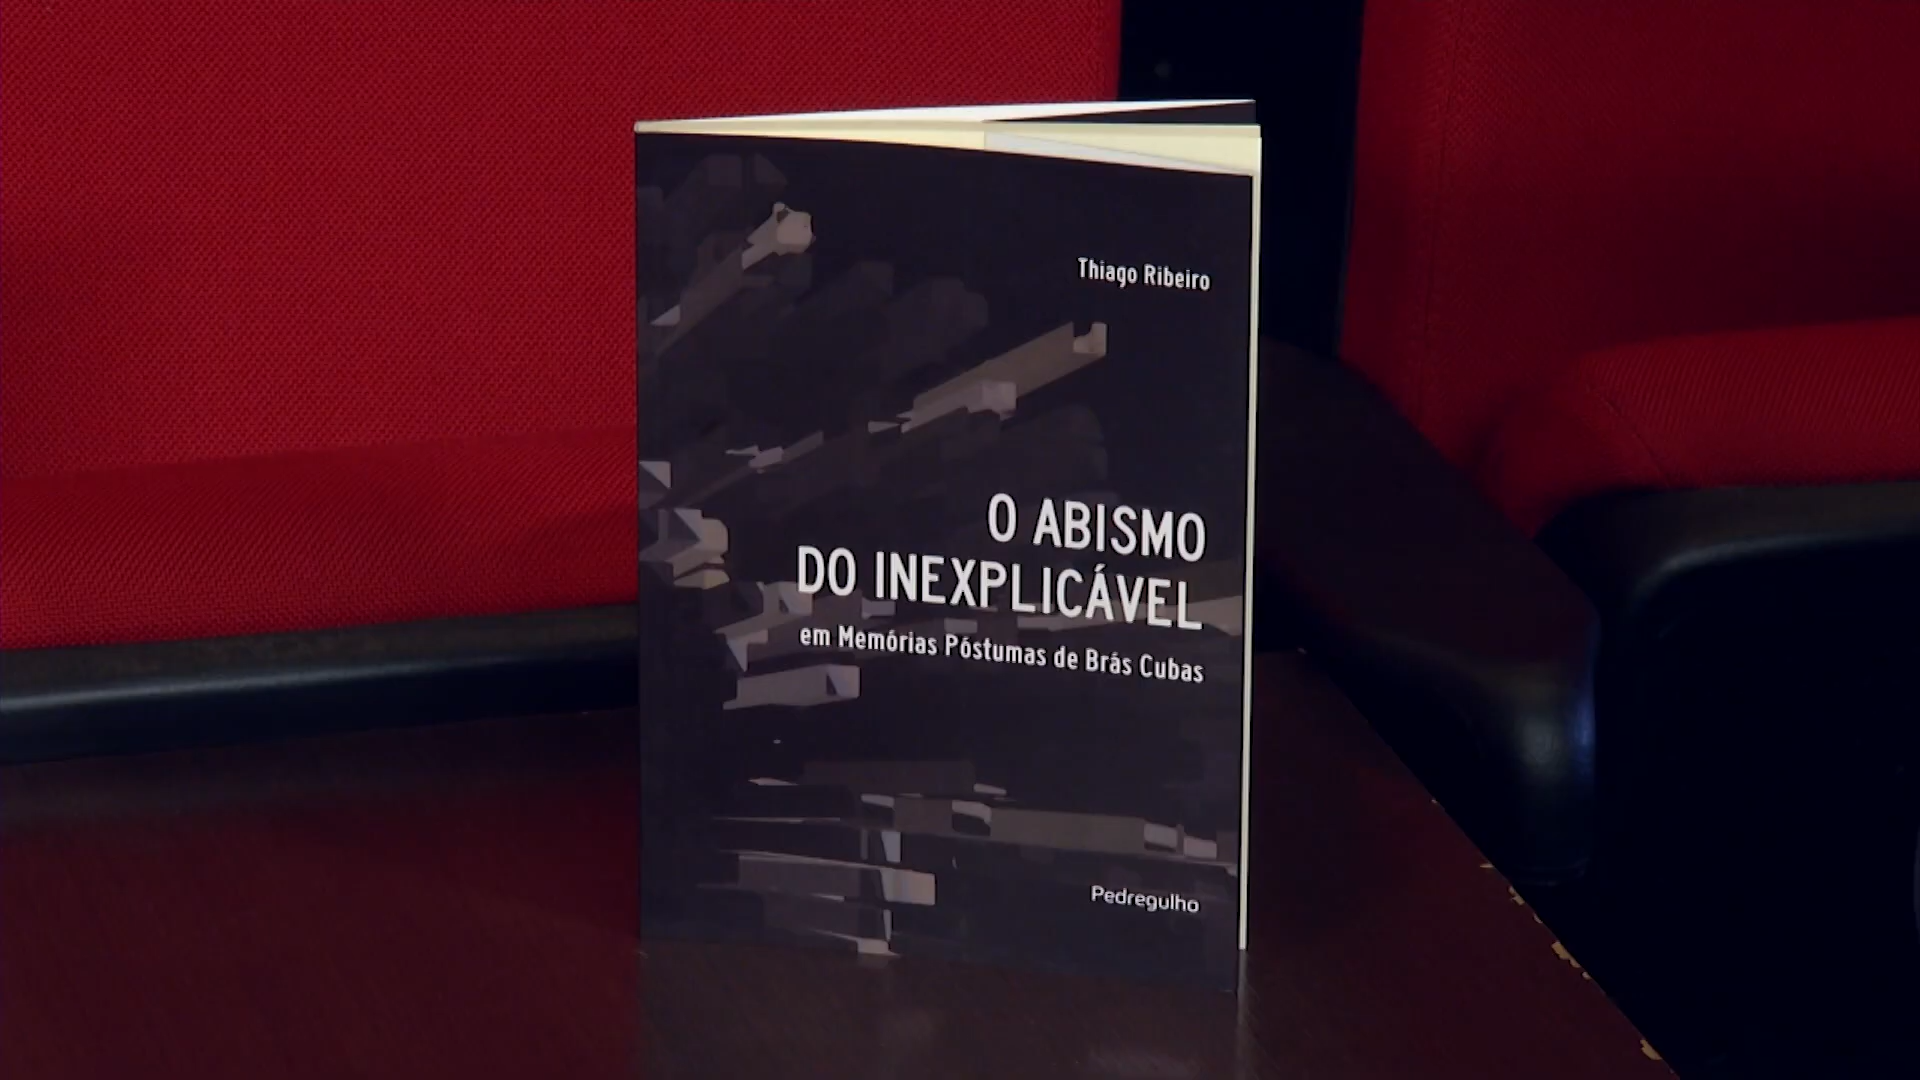 Thiago Ribeiro
O ABISMO
DO INEXPLICÁVEL
em Memórias Póstumas de Brás Cubas
Pedregulho